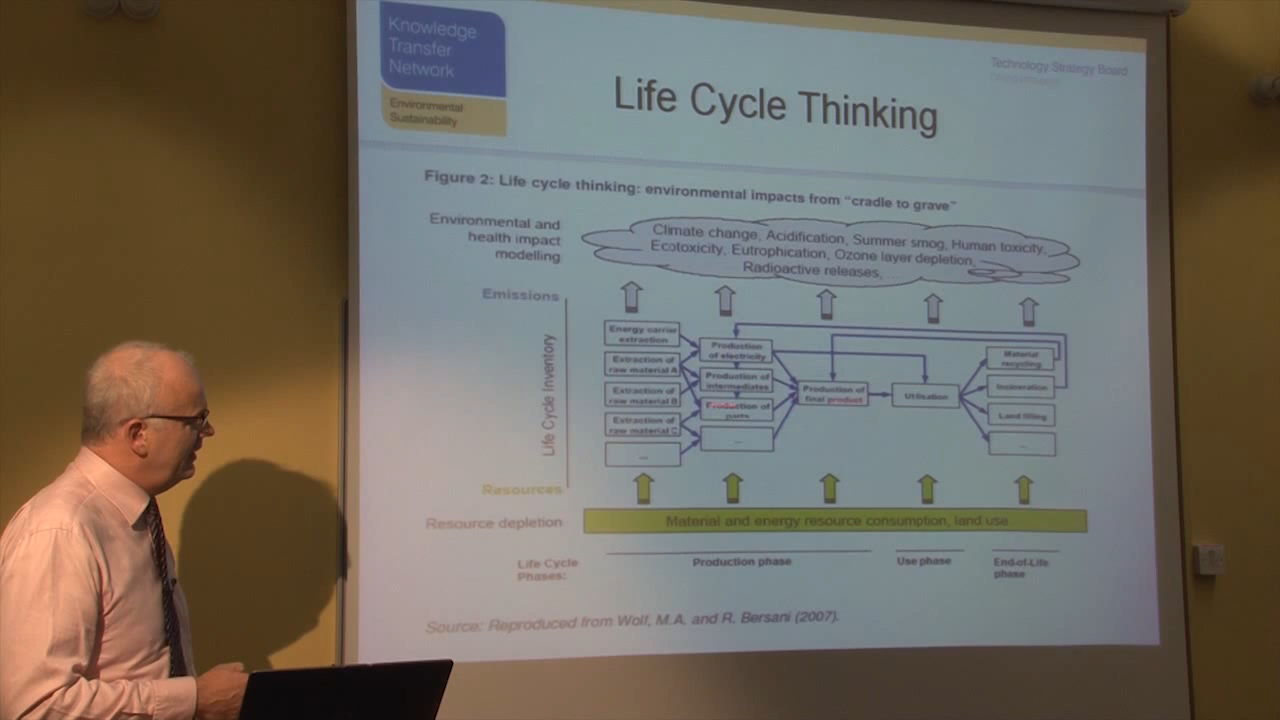 Knowledge
Transfer
Network
Environmental
Sustainability
Technology Strategy Board
Life Cycle Thinking
Figure 2: Life cycle thinking: environmental impacts from “cradle to grave”
Environmental and
health impact
modelling
Climate change, Acidification, Summer smog, Human toxicity,
Ecotoxicity, Eutrophication, Ozone layer depletion,
Radioactive releases, ...
Emissions
Life Cycle Inventory
Energy carrier
extraction
Extraction of
raw material A
Extraction of
raw material B
Extraction of
raw material C
...
Production
of electricity
Production of
intermediates
Production of
parts
...
Production of
final product
Utilisation
Material
recycling
Incineration
Land filling
...
Resources
Resource depletion
Material and energy resource consumption, land use
Life Cycle
Phases:
Production phase
Use phase
End-of-Life
phase
Source: Reproduced from Wolf, M.A. and R. Bersani (2007).